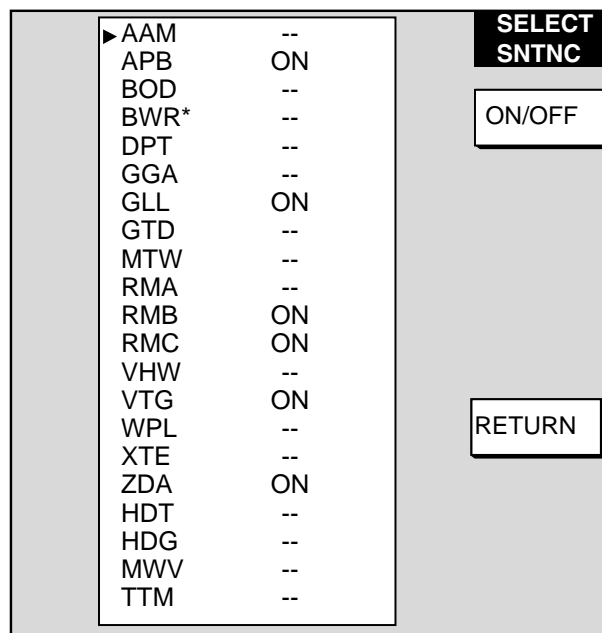 ▶AAM --
APB ON
BOD --
BWR* --
DPT --
GGA --
GLL ON
GTD --
MTW --
RMA --
RMB ON
RMC ON
VHW --
VTG ON
WPL --
XTE --
ZDA ON
HDT --
HDG --
MWV --
TTM --
SELECT
SNTNC
ON/OFF
RETURN